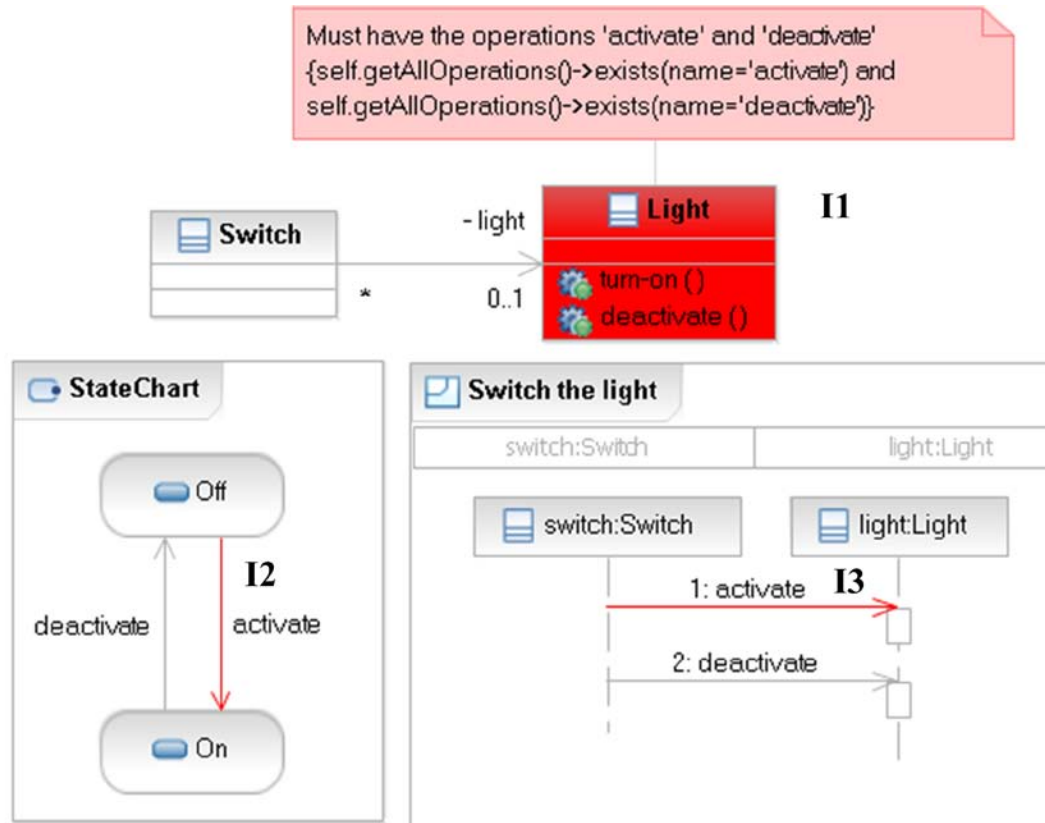 Must have the operations 'activate' and 'deactivate'
{self.getAllOperations()->exists(name='activate') and
self.getAllOperations()->exists(name='deactivate')}
Switch
- light
*
0..1
Light
I1
turn-on ()
deactivate ()
StateChart
Off
I2
deactivate
activate
On
Switch the light
switch:Switch
light:Light
switch:Switch
light:Light
1: activate
I3
2: deactivate